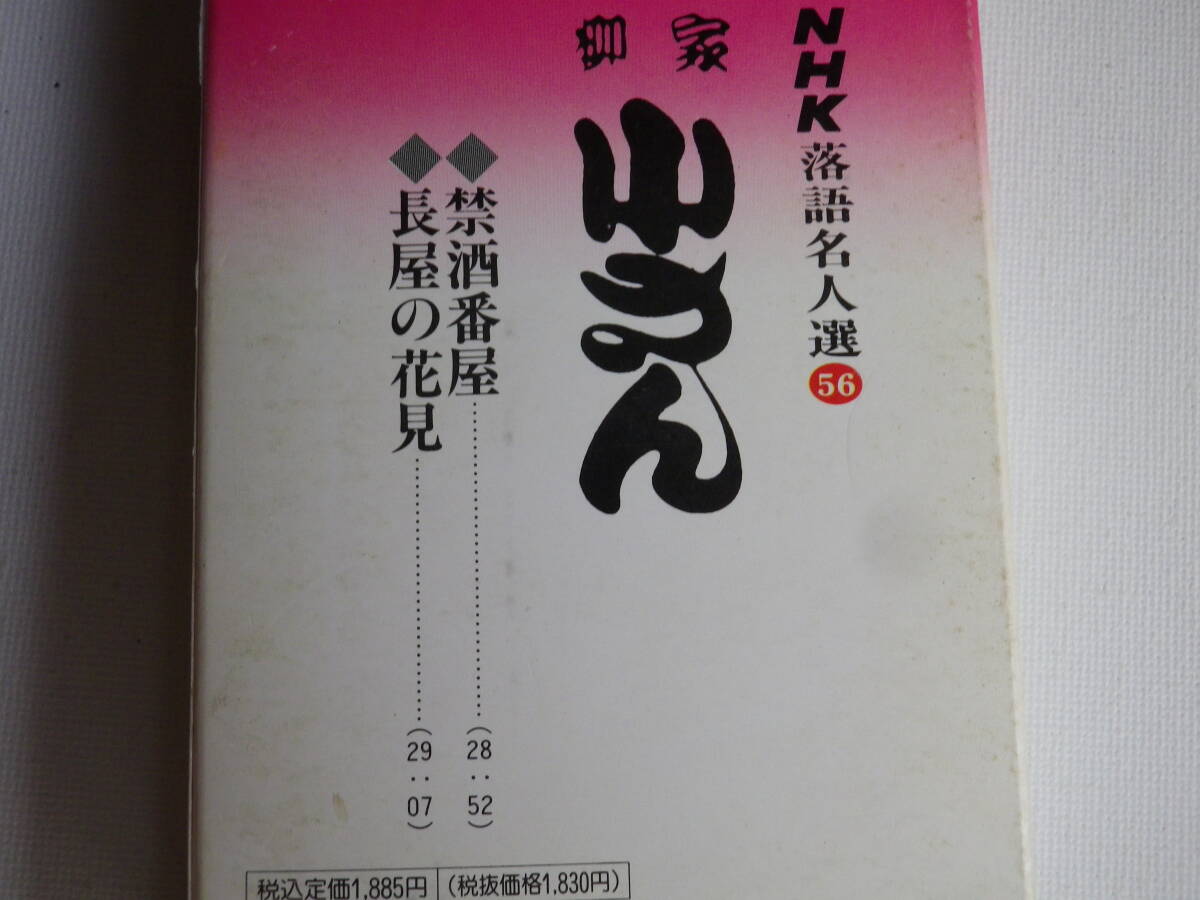 NHK落語名人選56
家
小さん
◆禁酒番屋……(28:52)
◆長屋の花見……(29:07)
税込定価1,885円 (税抜価格1,830円)